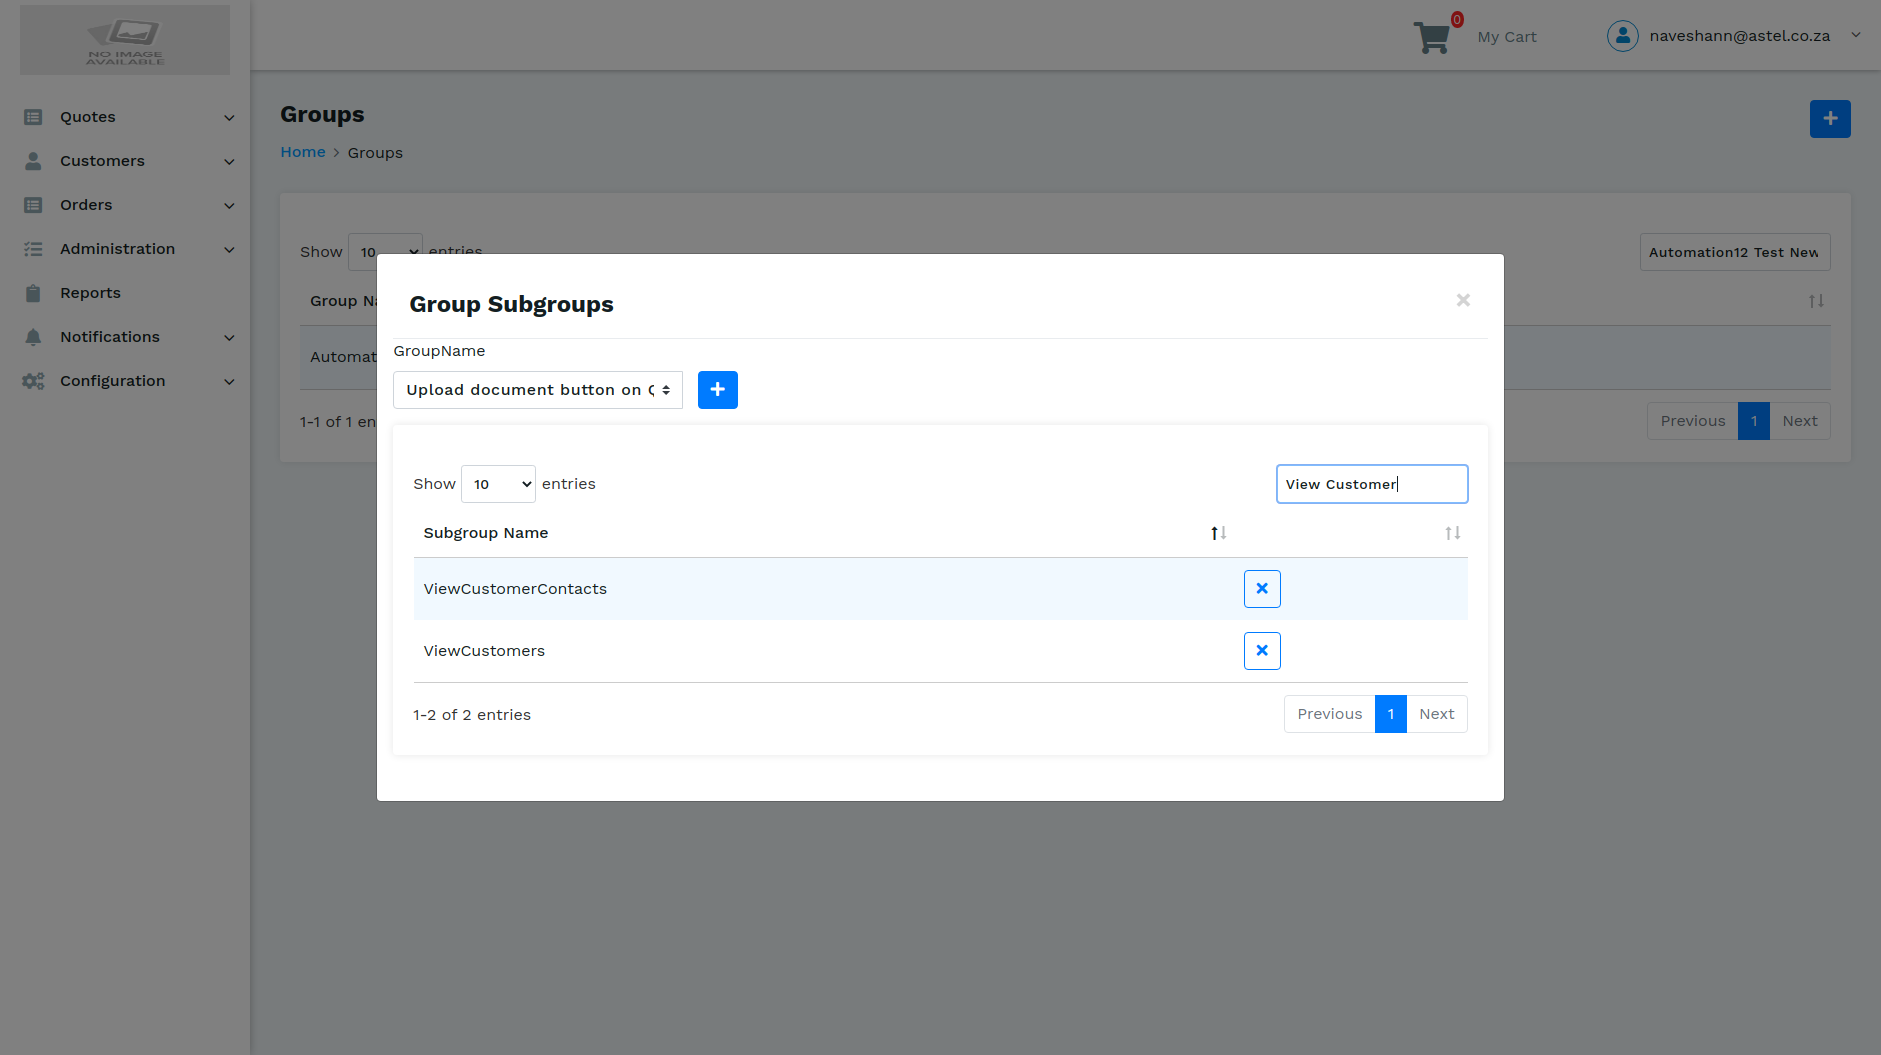 NO IMAGE
AVAILABLE
0
My Cart
naveshann@astel.co.za
Quotes
Customers
Orders
Administration
Reports
Notifications
Configuration
Groups
Home > Groups
Show 10 entries
Automation12 Test New
Group Na
Automat
1-1 of 1 en
Previous 1 Next
Group Subgroups
×
GroupName
Upload document button on
Show 10 entries
View Customer
Subgroup Name
ViewCustomerContacts
ViewCustomers
1-2 of 2 entries
Previous 1 Next